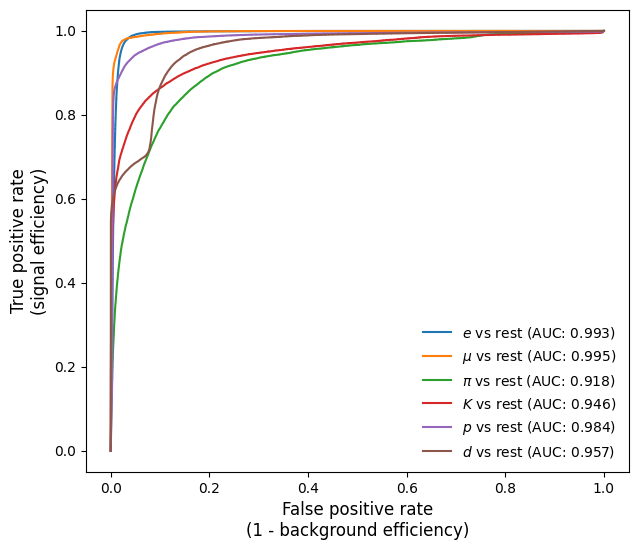 1.0
0.8
0.6
0.4
0.2
0.0
True positive rate
(signal efficiency)
e vs rest (AUC: 0.993)
μ vs rest (AUC: 0.995)
π vs rest (AUC: 0.918)
K vs rest (AUC: 0.946)
p vs rest (AUC: 0.984)
d vs rest (AUC: 0.957)
0.0 0.2 0.4 0.6 0.8 1.0
False positive rate
(1 - background efficiency)